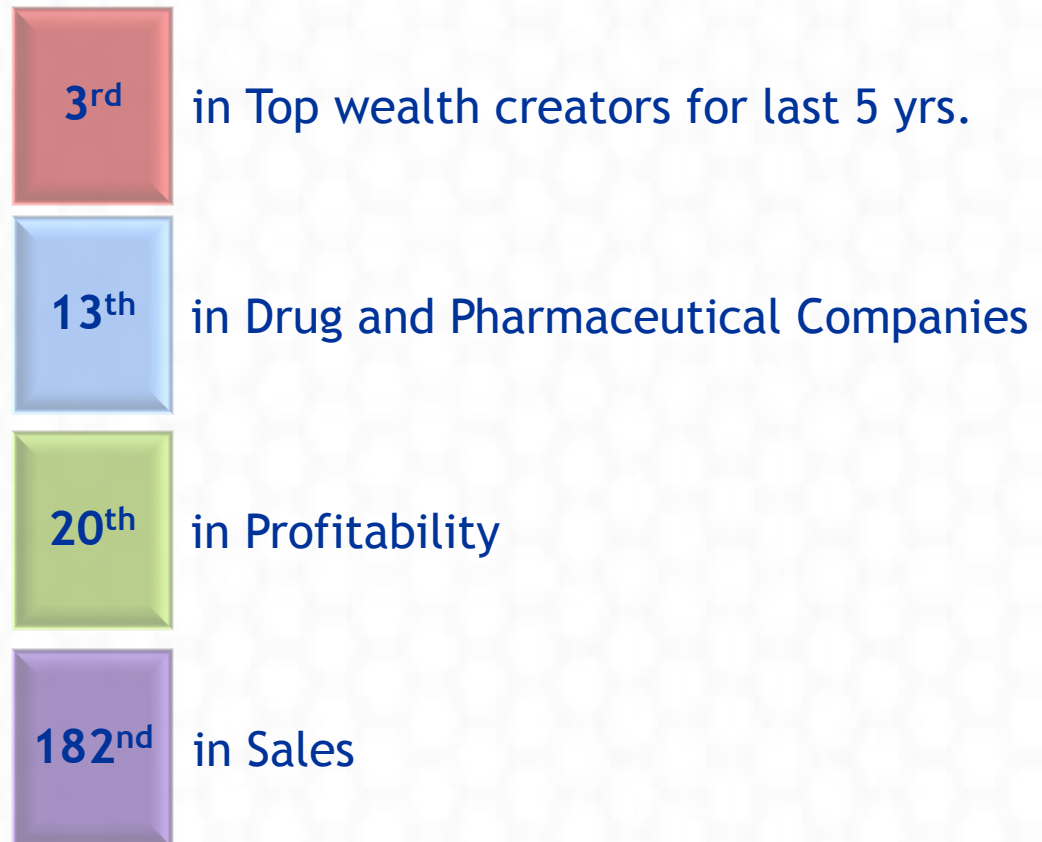 3rd in Top wealth creators for last 5 yrs.
13th in Drug and Pharmaceutical Companies
20th in Profitability
182nd in Sales